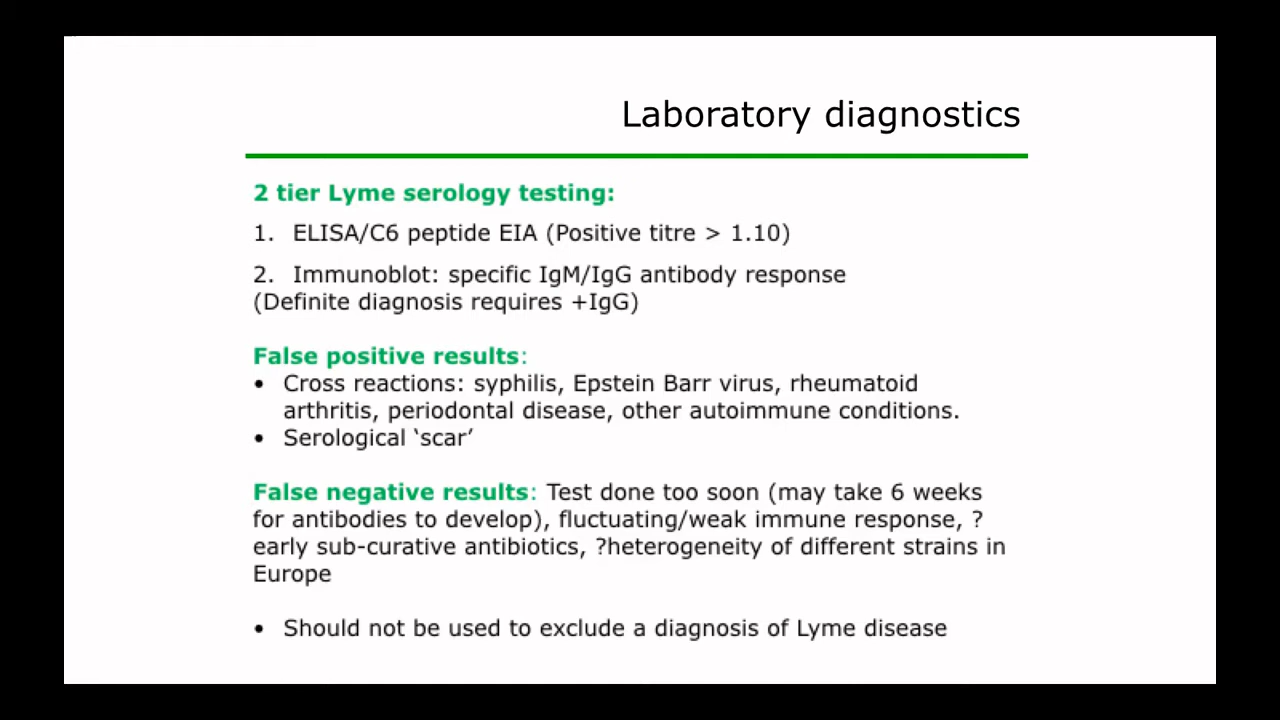 Laboratory diagnostics
2 tier Lyme serology testing:
1. ELISA/C6 peptide EIA (Positive titre > 1.10)
2. Immunoblot: specific IgM/IgG antibody response
(Definite diagnosis requires +IgG)
False positive results:
• Cross reactions: syphilis, Epstein Barr virus, rheumatoid
arthritis, periodontal disease, other autoimmune conditions.
• Serological ‘scar’
False negative results: Test done too soon (may take 6 weeks
for antibodies to develop), fluctuating/weak immune response, ?
early sub-curative antibiotics, ?heterogeneity of different strains in
Europe
• Should not be used to exclude a diagnosis of Lyme disease